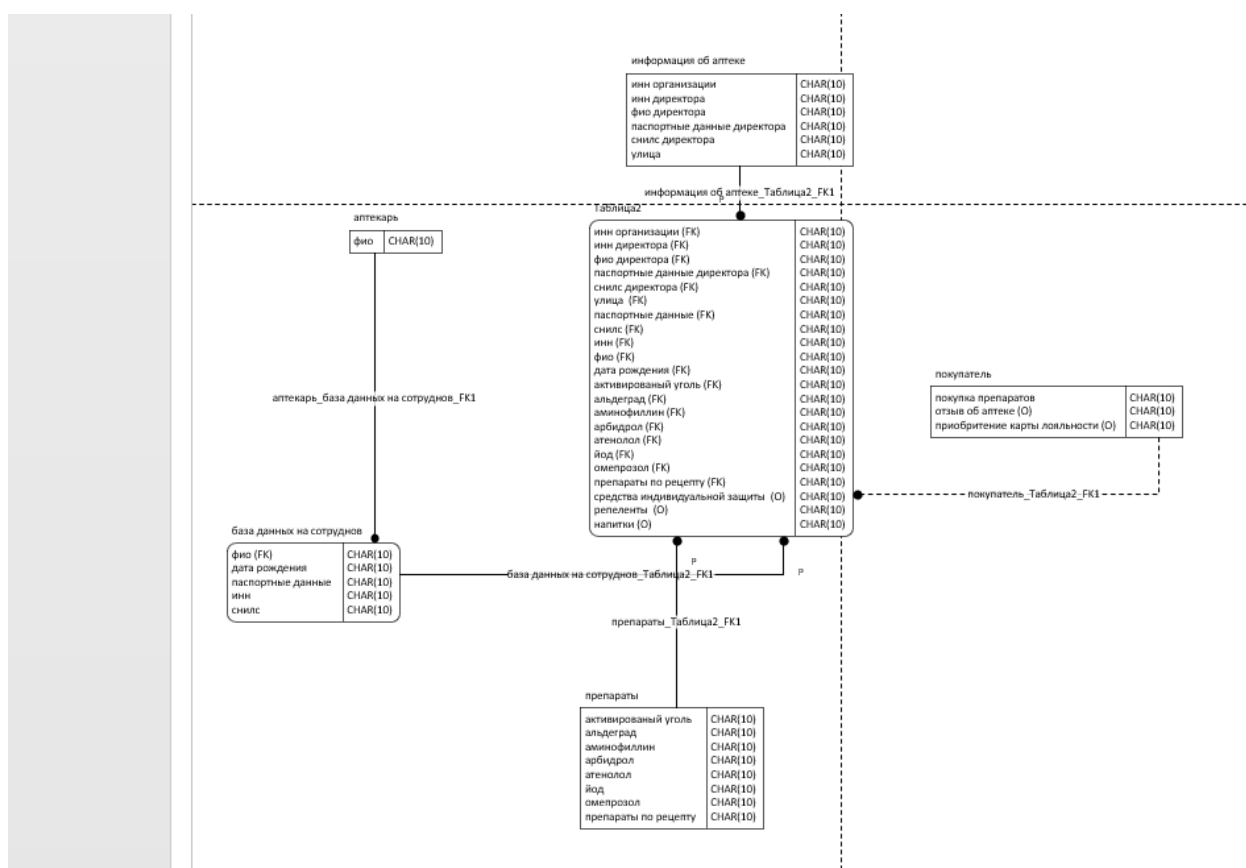 информация об аптеке
инн организации CHAR(10)
инн директора CHAR(10)
фио директора CHAR(10)
паспортные данные директора CHAR(10)
снилс директора CHAR(10)
улица CHAR(10)
информация об аптеке_Таблица2_FK1
P
Таблица2
инн организации (FK) CHAR(10)
инн директора (FK) CHAR(10)
фио директора (FK) CHAR(10)
паспортные данные директора (FK) CHAR(10)
снилс директора (FK) CHAR(10)
улица (FK) CHAR(10)
паспортные данные (FK) CHAR(10)
снилс (FK) CHAR(10)
инн (FK) CHAR(10)
фио (FK) CHAR(10)
дата рождения (FK) CHAR(10)
активированый уголь (FK) CHAR(10)
альдеград (FK) CHAR(10)
аминофиллин (FK) CHAR(10)
арбидрол (FK) CHAR(10)
атенолол (FK) CHAR(10)
йод (FK) CHAR(10)
омепрозол (FK) CHAR(10)
препараты по рецепту (FK) CHAR(10)
средства индивидуальной защиты (O) CHAR(10)
репеленты (O) CHAR(10)
напитки (O) CHAR(10)
аптекарь
фио CHAR(10)
аптекарь_база данных на сотруднов_FK1
покупатель
покупка препаратов CHAR(10)
отзыв об аптеке (O) CHAR(10)
приобритение карты лояльности (O) CHAR(10)
покупатель_Таблица2_FK1
база данных на сотруднов
фио (FK) CHAR(10)
дата рождения CHAR(10)
паспортные данные CHAR(10)
инн CHAR(10)
снилс CHAR(10)
P
P
база данных на сотруднов_Таблица2_FK1
препараты_Таблица2_FK1
препараты
активированый уголь CHAR(10)
альдеград CHAR(10)
аминофиллин CHAR(10)
арбидрол CHAR(10)
атенолол CHAR(10)
йод CHAR(10)
омепрозол CHAR(10)
препараты по рецепту CHAR(10)